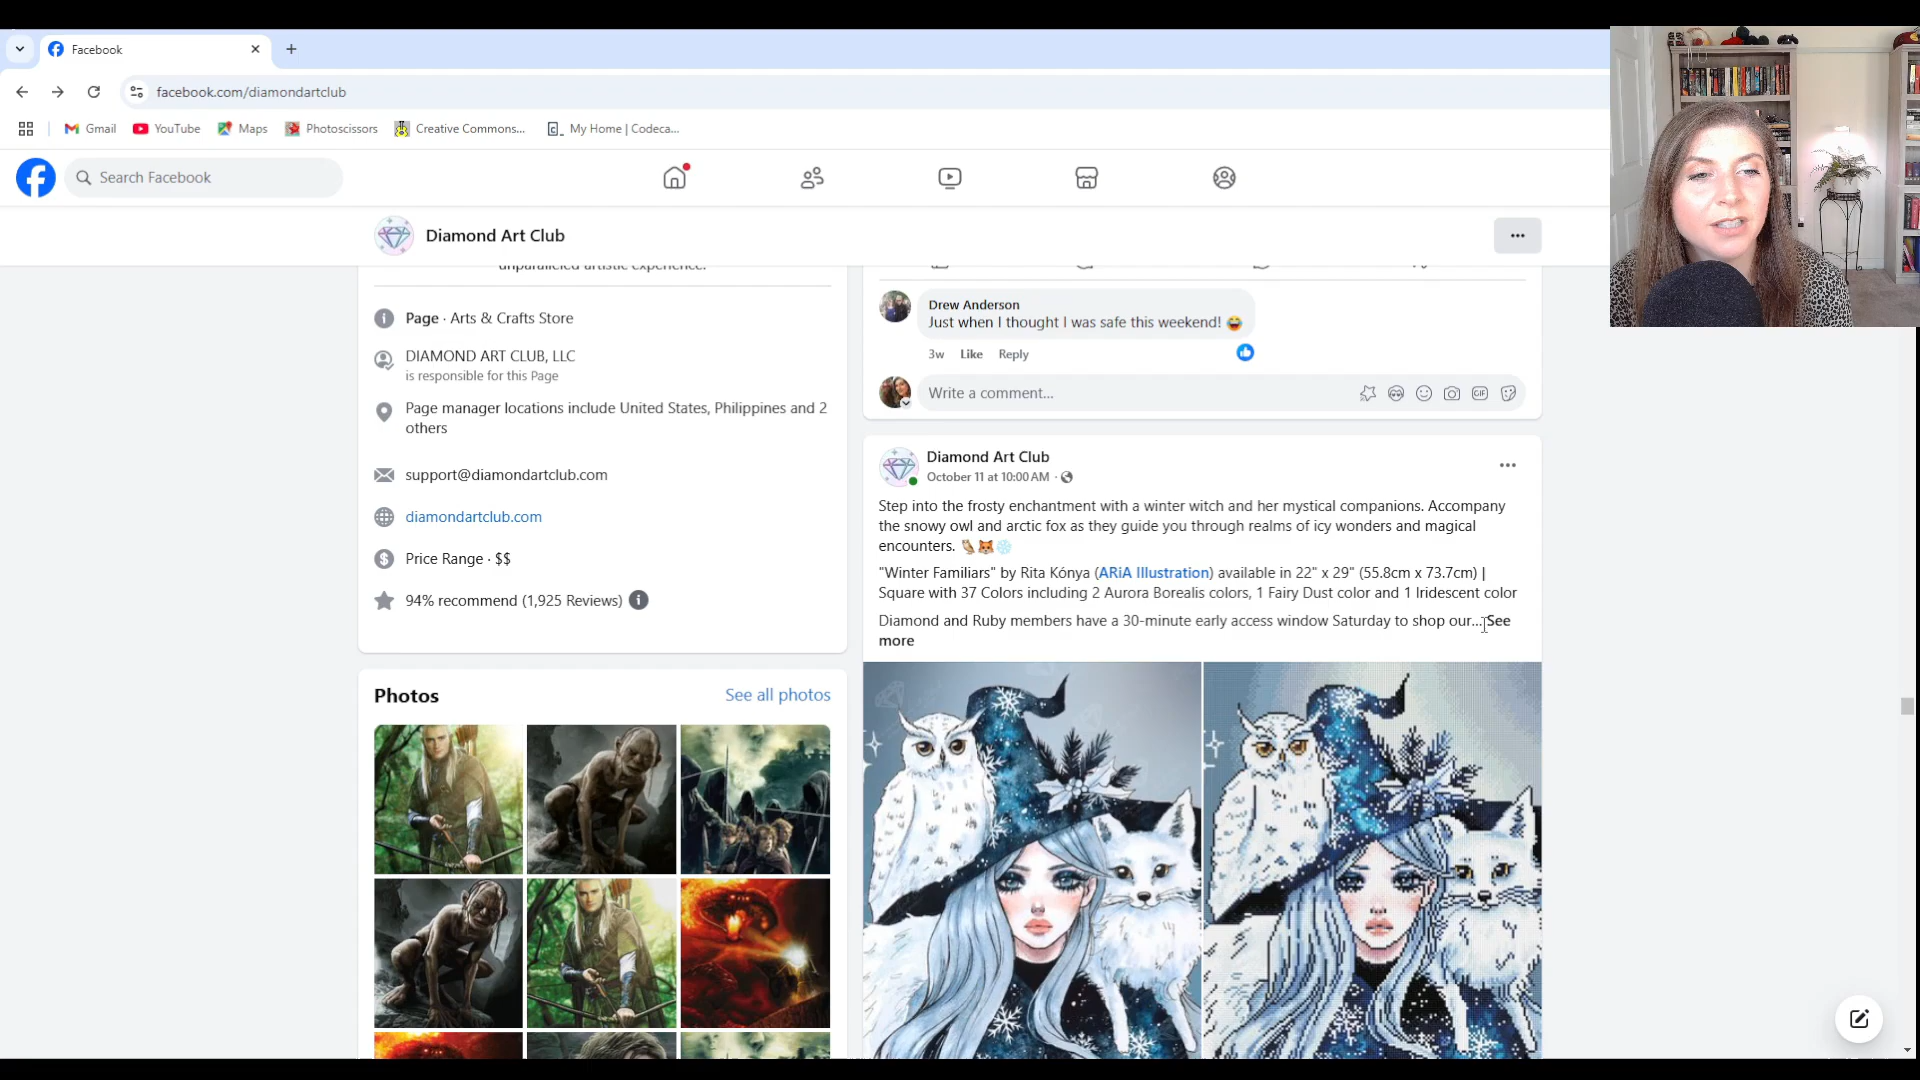 Facebook
facebook.com/diamondartclub
Gmail
YouTube
Maps
Photoscissors
Creative Commons...
My Home | Codeca...
Search Facebook
Diamond Art Club
unparalleled artistic experience.
Page · Arts & Crafts Store
DIAMOND ART CLUB, LLC
is responsible for this Page
Page manager locations include United States, Philippines and 2
others
support@diamondartclub.com
diamondartclub.com
Price Range · $$
94% recommend (1,925 Reviews)
Photos
See all photos
Drew Anderson
Just when I thought I was safe this weekend! 😂
3w Like Reply
Write a comment...
GIF
Diamond Art Club
October 11 at 10:00 AM ·
Step into the frosty enchantment with a winter witch and her mystical companions. Accompany
the snowy owl and arctic fox as they guide you through realms of icy wonders and magical
encounters. 🦉🦊❄️
"Winter Familiars" by Rita Kónya (ARiA Illustration) available in 22" x 29" (55.8cm x 73.7cm) |
Square with 37 Colors including 2 Aurora Borealis colors, 1 Fairy Dust color and 1 Iridescent color
Diamond and Ruby members have a 30-minute early access window Saturday to shop our... See
more